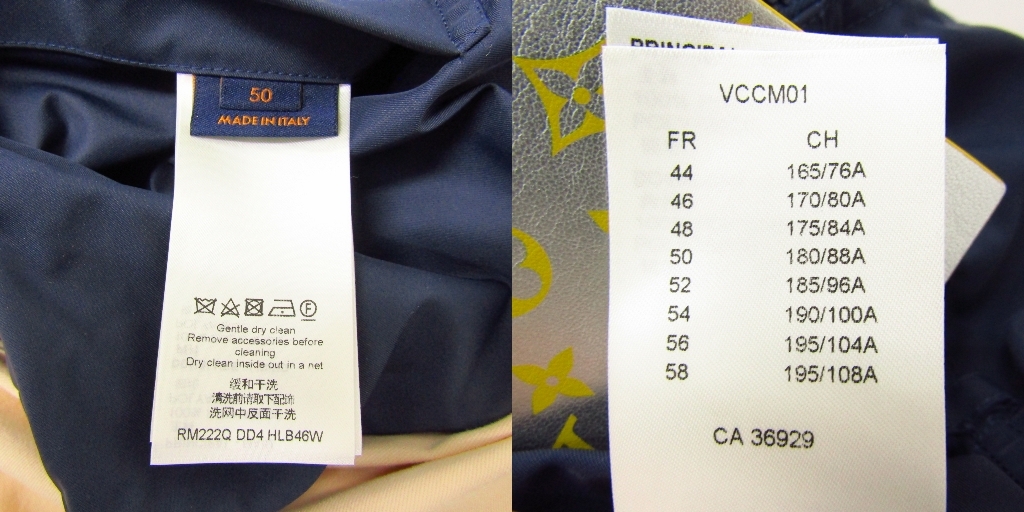 50
MADE IN ITALY
Gentle dry clean
Remove accessories before
cleaning
Dry clean inside out in a net
缓和干洗
清洗前请取下配饰
洗网中反面干洗
RM222Q DD4 HLB46W
VCCM01
FR CH
44 165/76A
46 170/80A
48 175/84A
50 180/88A
52 185/96A
54 190/100A
56 195/104A
58 195/108A
CA 36929